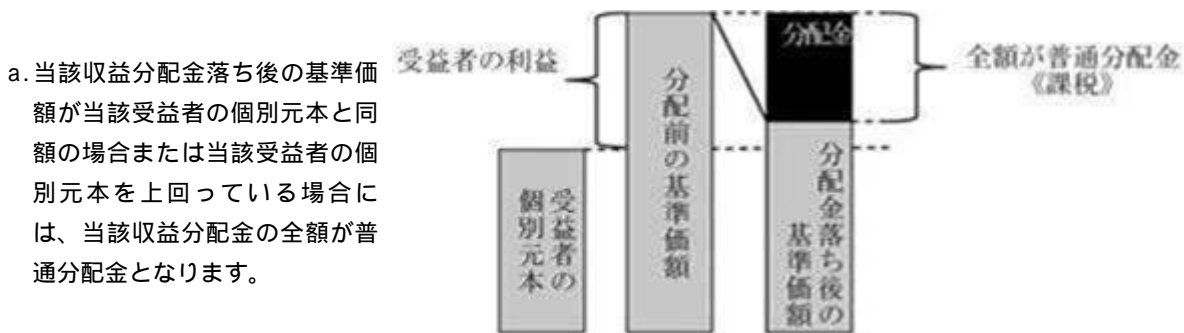 a.当該収益分配金落ち後の基準価
額が当該受益者の個別元本と同
額の場合または当該受益者の個
別元本を上回っている場合に
は、当該収益分配金の全額が普
通分配金となります。
受益者の利益
受益者の
個別元本
分配前の基準価額
分配金
分配金落ち後の
基準価額
全額が普通分配金
《課税》